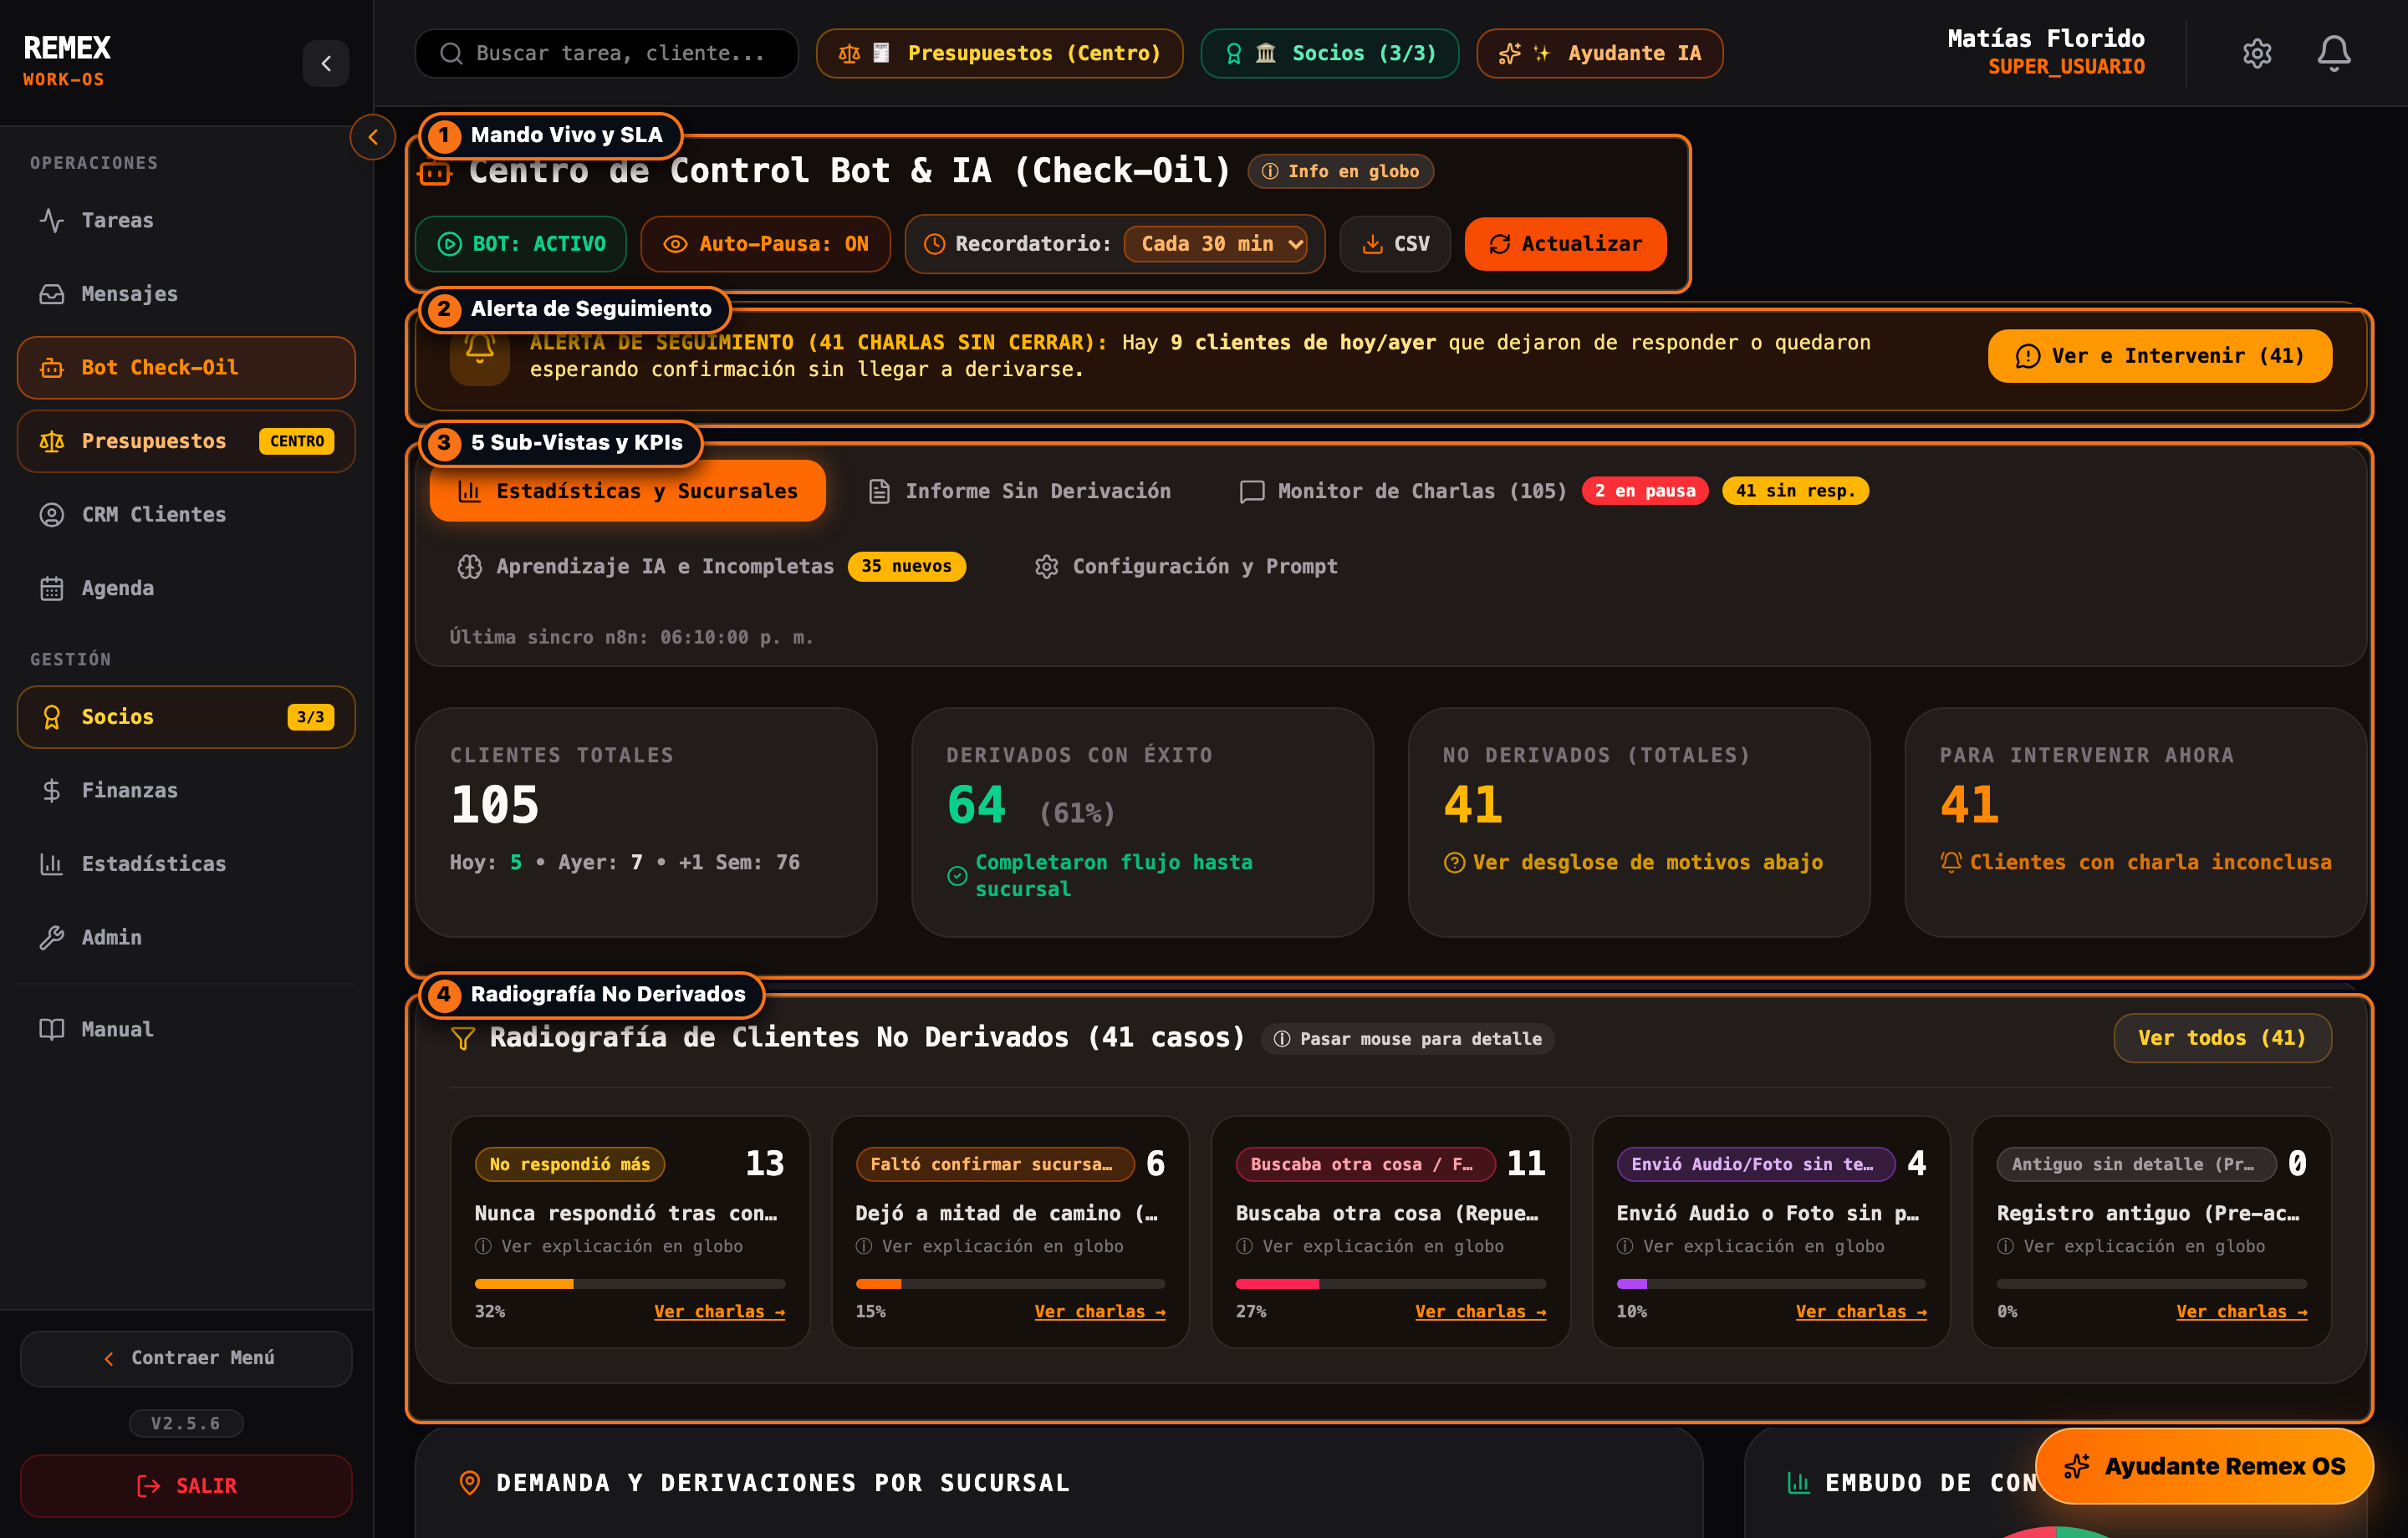 REMEX
WORK-OS
OPERACIONES
Tareas
Mensajes
Bot Check-Oil
Presupuestos CENTRO
CRM Clientes
Agenda
GESTIÓN
Socios 3/3
Finanzas
Estadísticas
Admin
Manual
Contraer Menú
V2.5.6
SALIR
Buscar tarea, cliente...
Presupuestos (Centro)
Socios (3/3)
Ayudante IA
Matías Florido
SUPER_USUARIO
1 Mando Vivo y SLA
Centro de Control Bot & IA (Check-Oil)
Info en globo
BOT: ACTIVO
Auto-Pausa: ON
Recordatorio: Cada 30 min
CSV
Actualizar
2 Alerta de Seguimiento
ALERTA DE SEGUIMIENTO (41 CHARLAS SIN CERRAR): Hay 9 clientes de hoy/ayer que dejaron de responder o quedaron
esperando confirmación sin llegar a derivarse.
Ver e Intervenir (41)
3 5 Sub-Vistas y KPIs
Estadísticas y Sucursales
Informe Sin Derivación
Monitor de Charlas (105) 2 en pausa 41 sin resp.
Aprendizaje IA e Incompletas 35 nuevos
Configuración y Prompt
Última sincro n8n: 06:10:00 p. m.
CLIENTES TOTALES
105
Hoy: 5 • Ayer: 7 • +1 Sem: 76
DERIVADOS CON ÉXITO
64 (61%)
Completaron flujo hasta
sucursal
NO DERIVADOS (TOTALES)
41
Ver desglose de motivos abajo
PARA INTERVENIR AHORA
41
Clientes con charla inconclusa
4 Radiografía No Derivados
Radiografía de Clientes No Derivados (41 casos)
Pasar mouse para detalle
Ver todos (41)
No respondió más 13
Nunca respondió tras con…
Ver explicación en globo
32% Ver charlas →
Faltó confirmar sucursa… 6
Dejó a mitad de camino (…
Ver explicación en globo
15% Ver charlas →
Buscaba otra cosa / F… 11
Buscaba otra cosa (Repue…
Ver explicación en globo
27% Ver charlas →
Envió Audio/Foto sin te… 4
Envió Audio o Foto sin p…
Ver explicación en globo
10% Ver charlas →
Antiguo sin detalle (Pr… 0
Registro antiguo (Pre-ac…
Ver explicación en globo
0% Ver charlas →
DEMANDA Y DERIVACIONES POR SUCURSAL
EMBUDO DE CON
Ayudante Remex OS